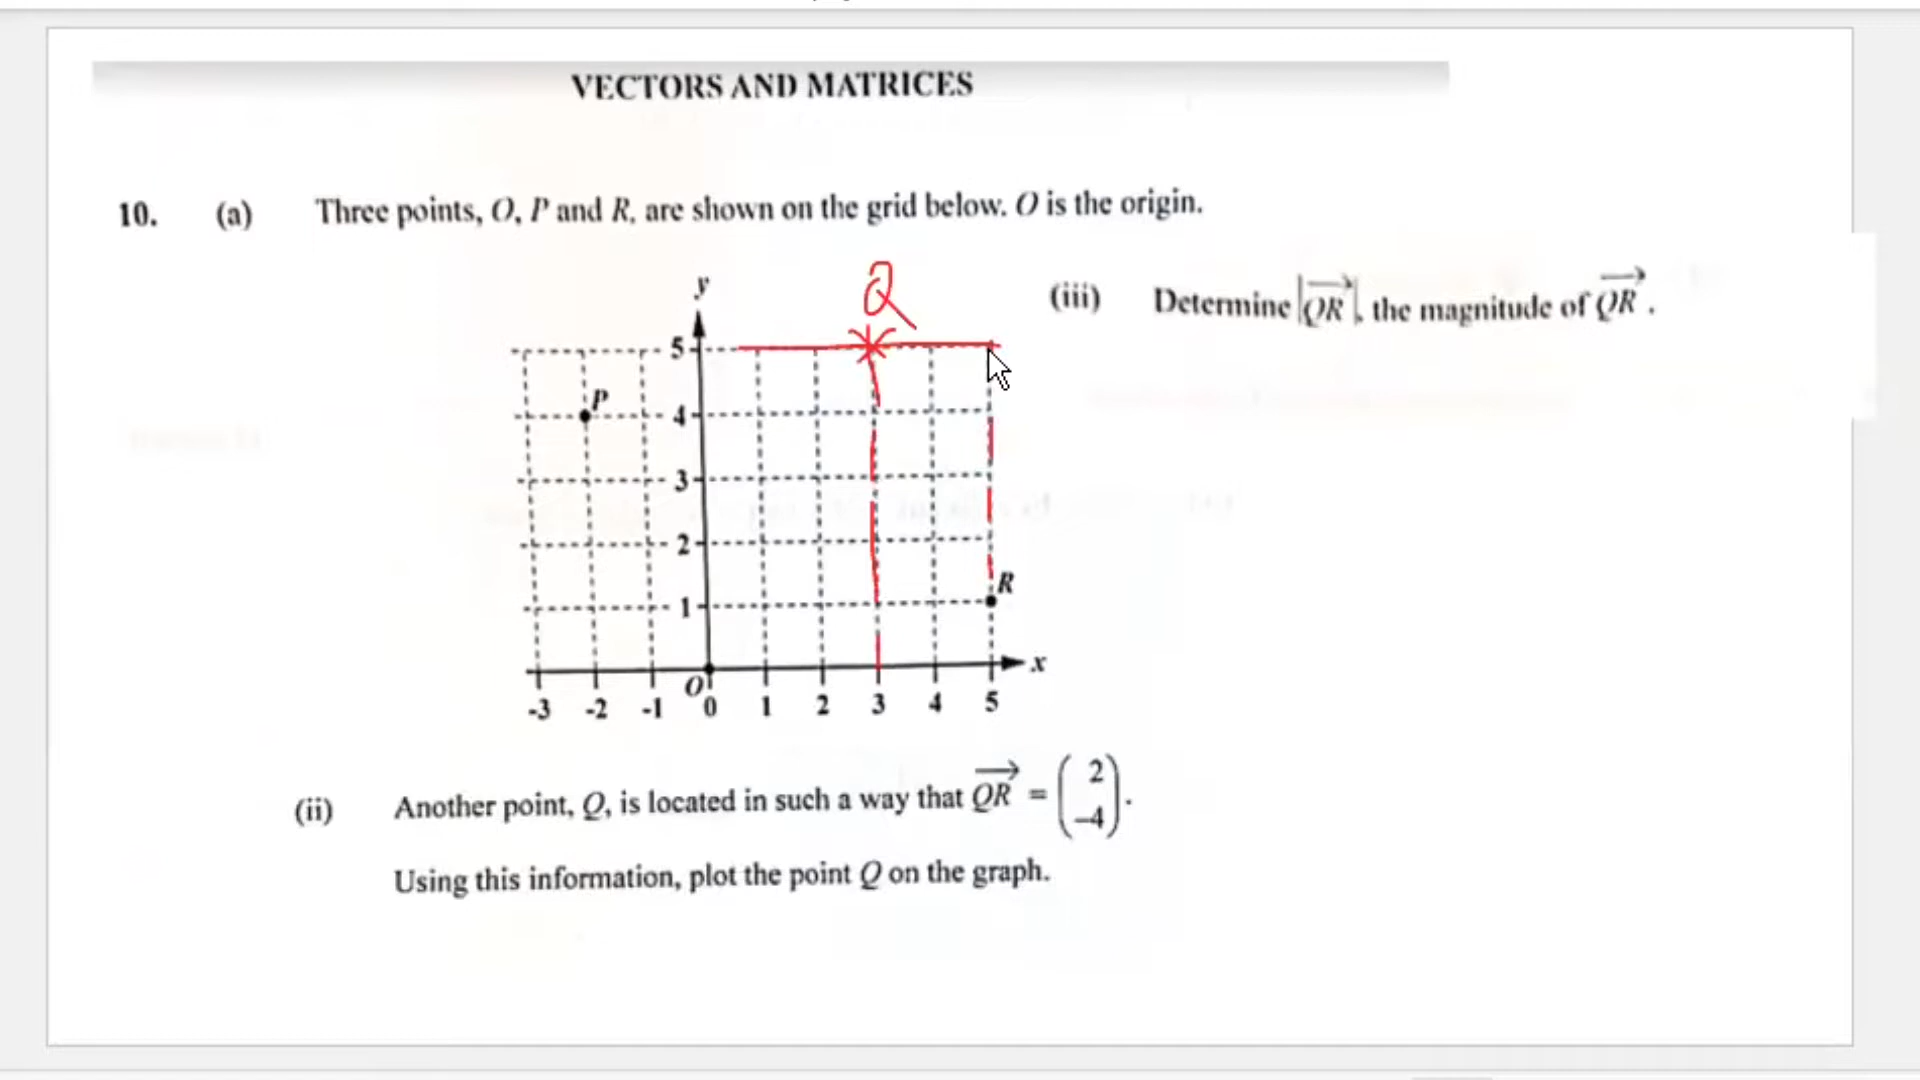 VECTORS AND MATRICES
10. (a) Three points, O, P and R, are shown on the grid below. O is the origin.
Q
y
(iii) Determine |QR|, the magnitude of QR.
5
P
4
3
2
R
1
x
O
-3 -2 -1 0 1 2 3 4 5
(ii) Another point, Q, is located in such a way that QR = (2 -4).
Using this information, plot the point Q on the graph.